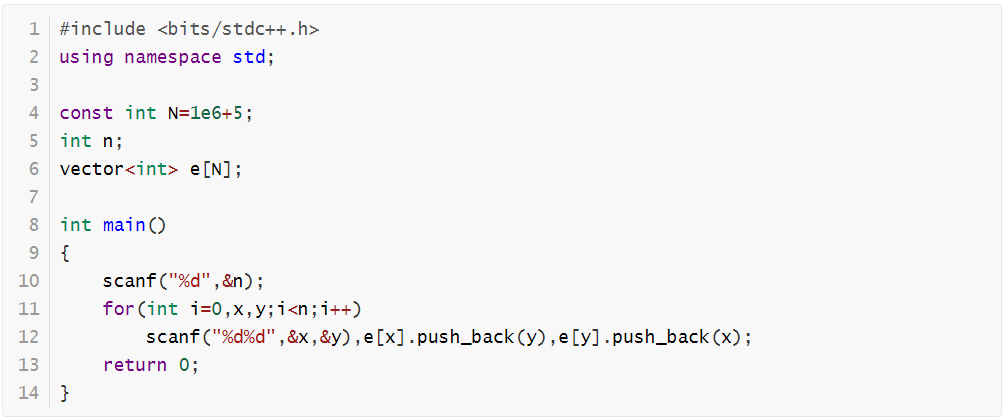 1 #include <bits/stdc++.h>
2 using namespace std;
3
4 const int N=1e6+5;
5 int n;
6 vector<int> e[N];
7
8 int main()
9 {
10     scanf("%d",&n);
11     for(int i=0,x,y;i<n;i++)
12         scanf("%d%d",&x,&y),e[x].push_back(y),e[y].push_back(x);
13     return 0;
14 }